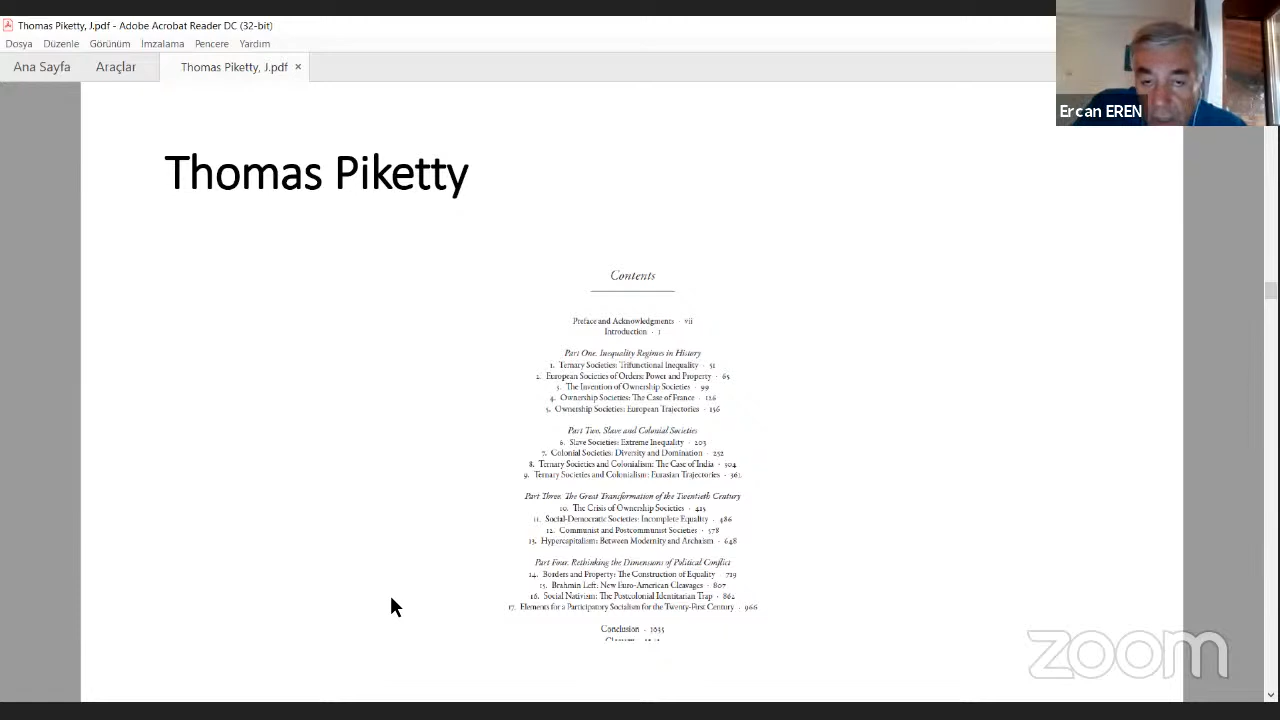 Thomas Piketty, J.pdf - Adobe Acrobat Reader DC (32-bit)
Dosya Düzenle Görünüm İmzalama Pencere Yardım
Ana Sayfa Araçlar Thomas Piketty, J.pdf ×
Ercan EREN
Thomas Piketty
Contents
Preface and Acknowledgments · vii
Introduction · 1
Part One. Inequality Regimes in History
1. Ternary Societies: Trifunctional Inequality · 51
2. European Societies of Orders: Power and Property · 65
3. The Invention of Ownership Societies · 99
4. Ownership Societies: The Case of France · 126
5. Ownership Societies: European Trajectories · 156
Part Two. Slave and Colonial Societies
6. Slave Societies: Extreme Inequality · 203
7. Colonial Societies: Diversity and Domination · 252
8. Ternary Societies and Colonialism: The Case of India · 304
9. Ternary Societies and Colonialism: Eurasian Trajectories · 362
Part Three. The Great Transformation of the Twentieth Century
10. The Crisis of Ownership Societies · 415
11. Social-Democratic Societies: Incomplete Equality · 486
12. Communist and Postcommunist Societies · 578
13. Hypercapitalism: Between Modernity and Archaism · 648
Part Four. Rethinking the Dimensions of Political Conflict
14. Borders and Property: The Construction of Equality 719
15. Brahmin Left: New Euro-American Cleavages · 807
16. Social Nativism: The Postcolonial Identitarian Trap · 862
17. Elements for a Participatory Socialism for the Twenty-First Century · 966
Conclusion · 1035
zoom